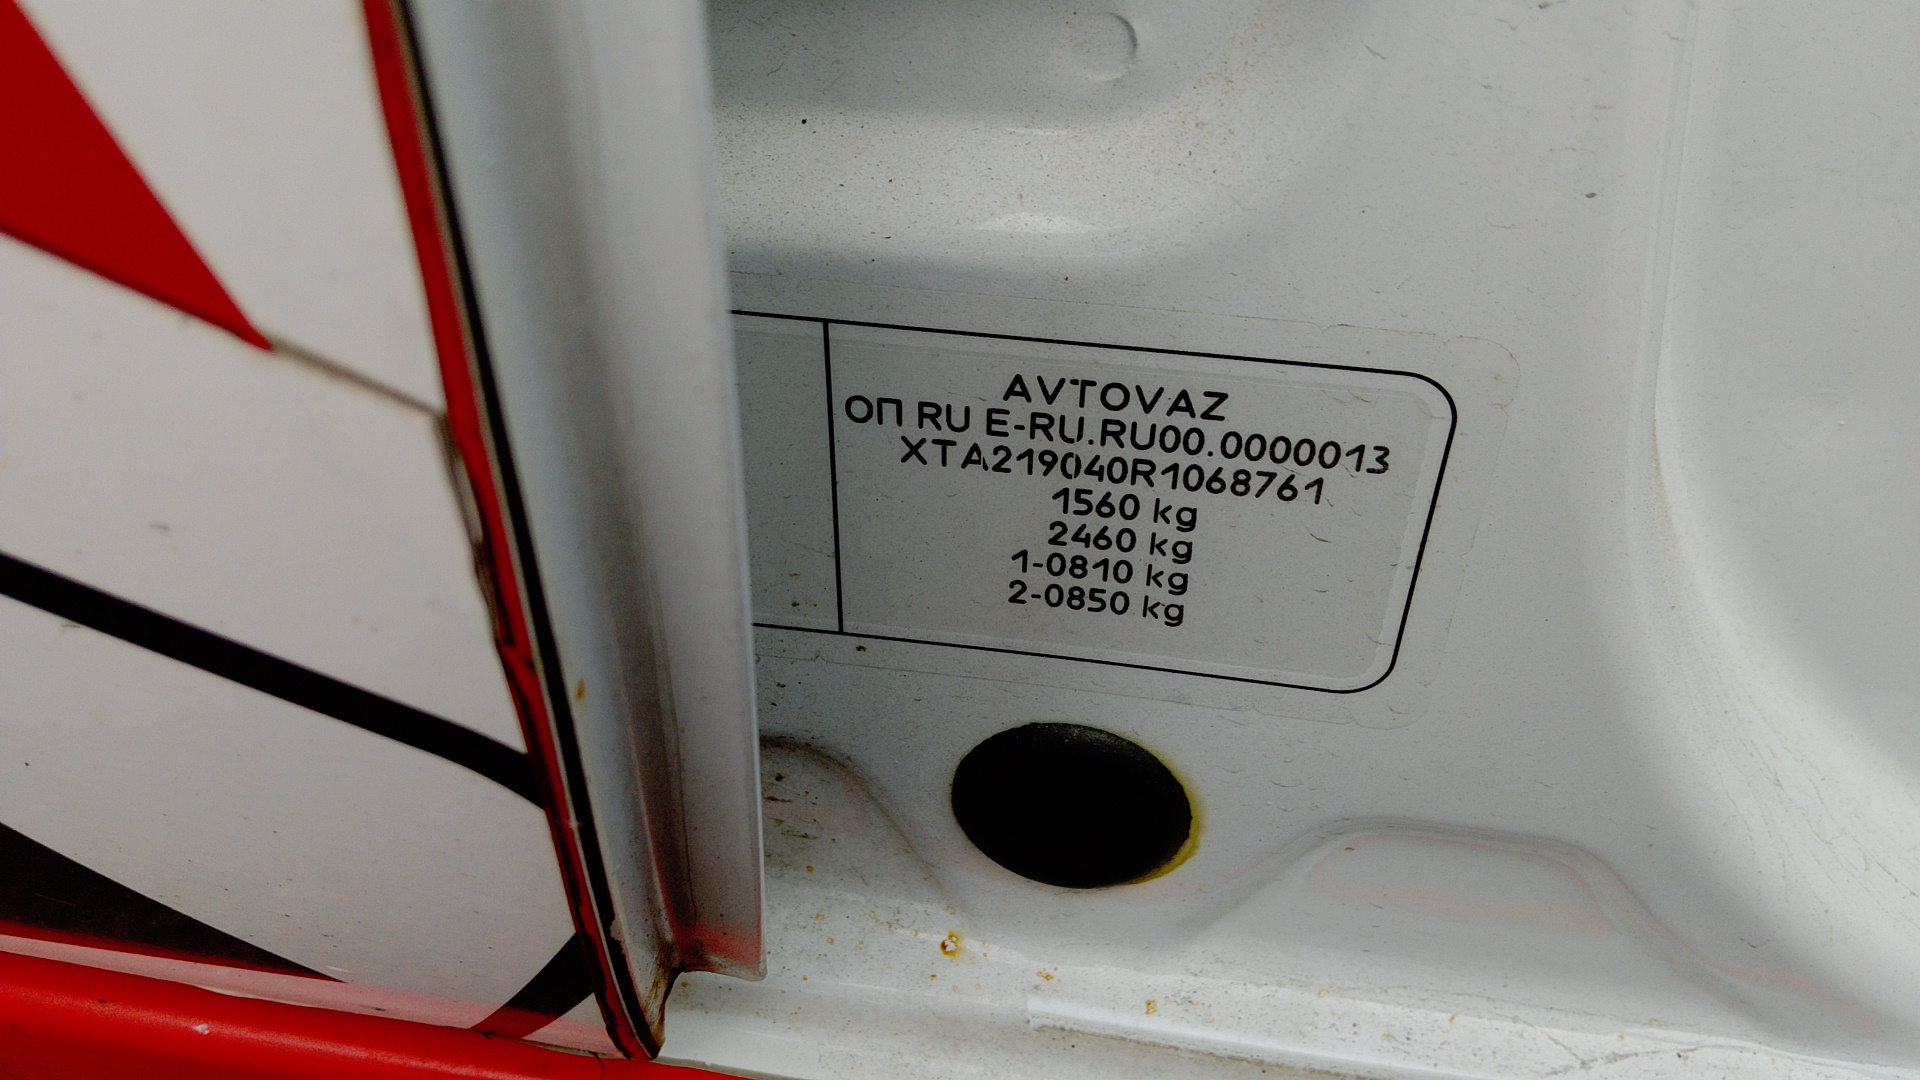 AVTOVAZ
ОП RU E-RU.RU00.0000013
XTA219040R1068761
1560 kg
2460 kg
1-0810 kg
2-0850 kg